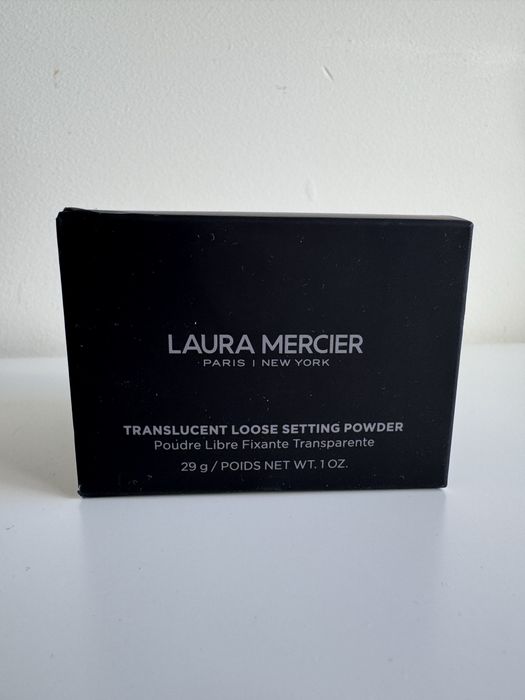 LAURA MERCIER
PARIS | NEW YORK
TRANSLUCENT LOOSE SETTING POWDER
Poudre Libre Fixante Transparente
29 g / POIDS NET WT. 1 OZ.